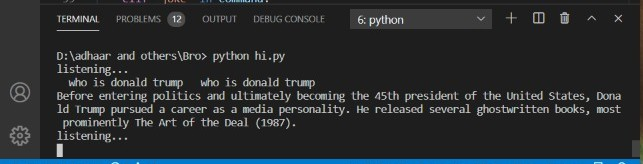 TERMINAL PROBLEMS 12 OUTPUT DEBUG CONSOLE 6: python
D:\adhaar and others\Bro> python hi.py
listening...
who is donald trump who is donald trump
Before entering politics and ultimately becoming the 45th president of the United States, Dona
ld Trump pursued a career as a media personality. He released several ghostwritten books, most
prominently The Art of the Deal (1987).
listening...